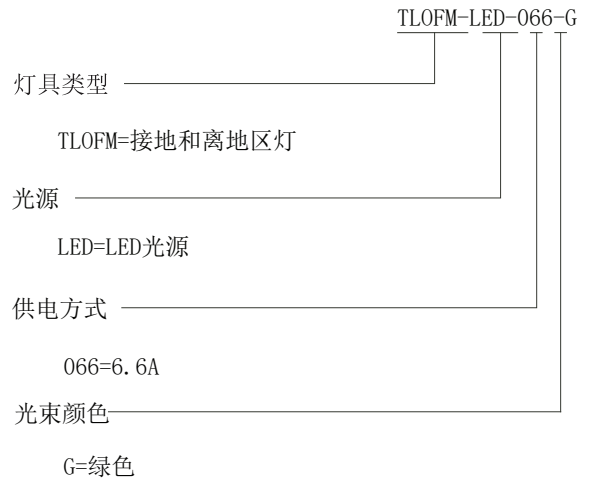 TLOFM-LED-066-G
灯具类型
TLOFM=接地和离地区灯
光源
LED=LED光源
供电方式
066=6.6A
光束颜色
G=绿色